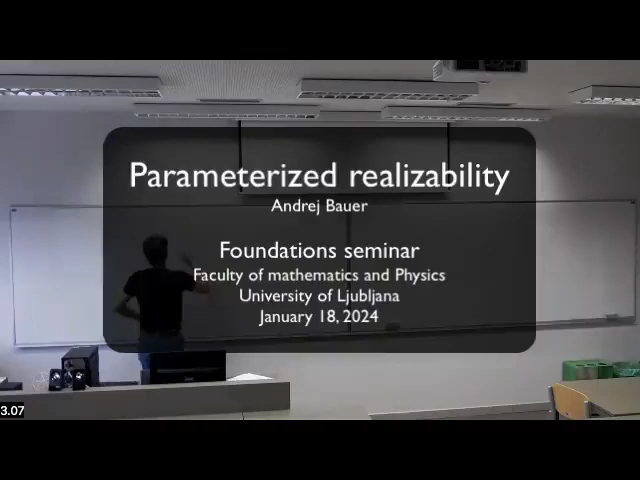 Parameterized realizability
Andrej Bauer
Foundations seminar
Faculty of mathematics and Physics
University of Ljubljana
January 18, 2024
3.07